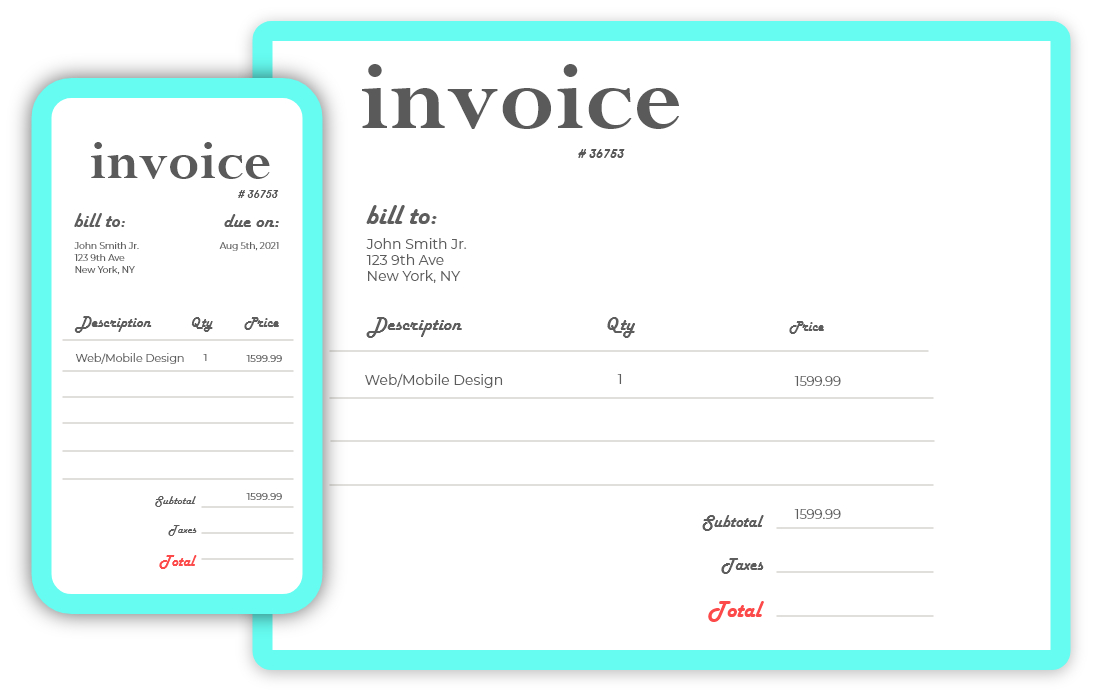 invoice
# 36753
bill to: due on:
John Smith Jr. Aug 5th, 2021
123 9th Ave
New York, NY
Description Qty Price
Web/Mobile Design 1 1599.99
Subtotal 1599.99
Taxes
Total
invoice
# 36753
bill to:
John Smith Jr.
123 9th Ave
New York, NY
Description Qty Price
Web/Mobile Design 1 1599.99
Subtotal 1599.99
Taxes
Total